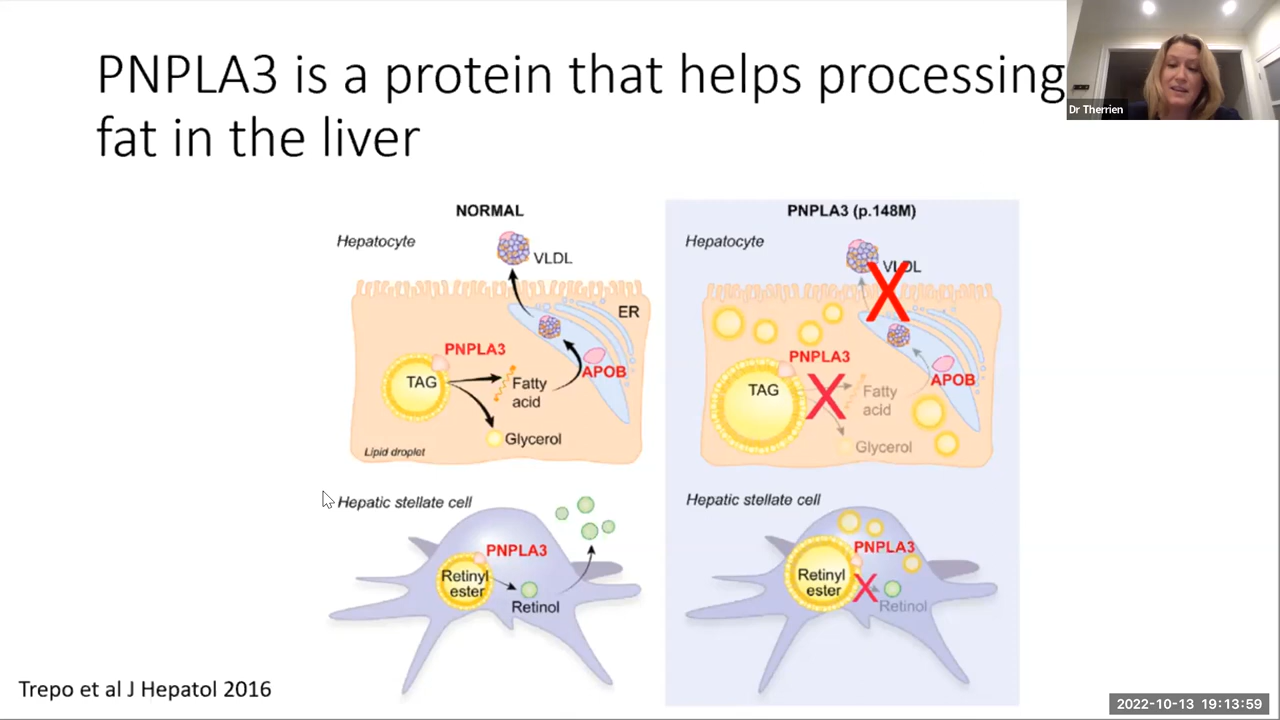 PNPLA3 is a protein that helps processing
fat in the liver
Dr Therrien
NORMAL
Hepatocyte
VLDL
ER
PNPLA3
TAG
Fatty
acid
APOB
Glycerol
Lipid droplet
Hepatic stellate cell
PNPLA3
Retinyl
ester
Retinol
PNPLA3 (p.148M)
Hepatocyte
VLDL
PNPLA3
TAG
Fatty
acid
APOB
Glycerol
Hepatic stellate cell
PNPLA3
Retinyl
ester
Retinol
Trepo et al J Hepatol 2016
2022-10-13 19:13:59